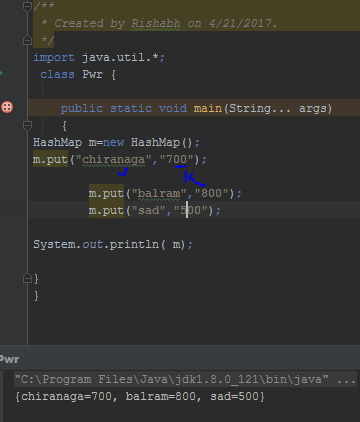 /**
* Created by Rishabh on 4/21/2017.
*/
import java.util.*;
class Pwr {
public static void main(String... args)
{
HashMap m=new HashMap();
m.put("chiranaga","700");
m.put("balram","800");
m.put("sad","500");
System.out.println( m);
}
}
Pwr
"C:\Program Files\Java\jdk1.8.0_121\bin\java" ...
{chiranaga=700, balram=800, sad=500}